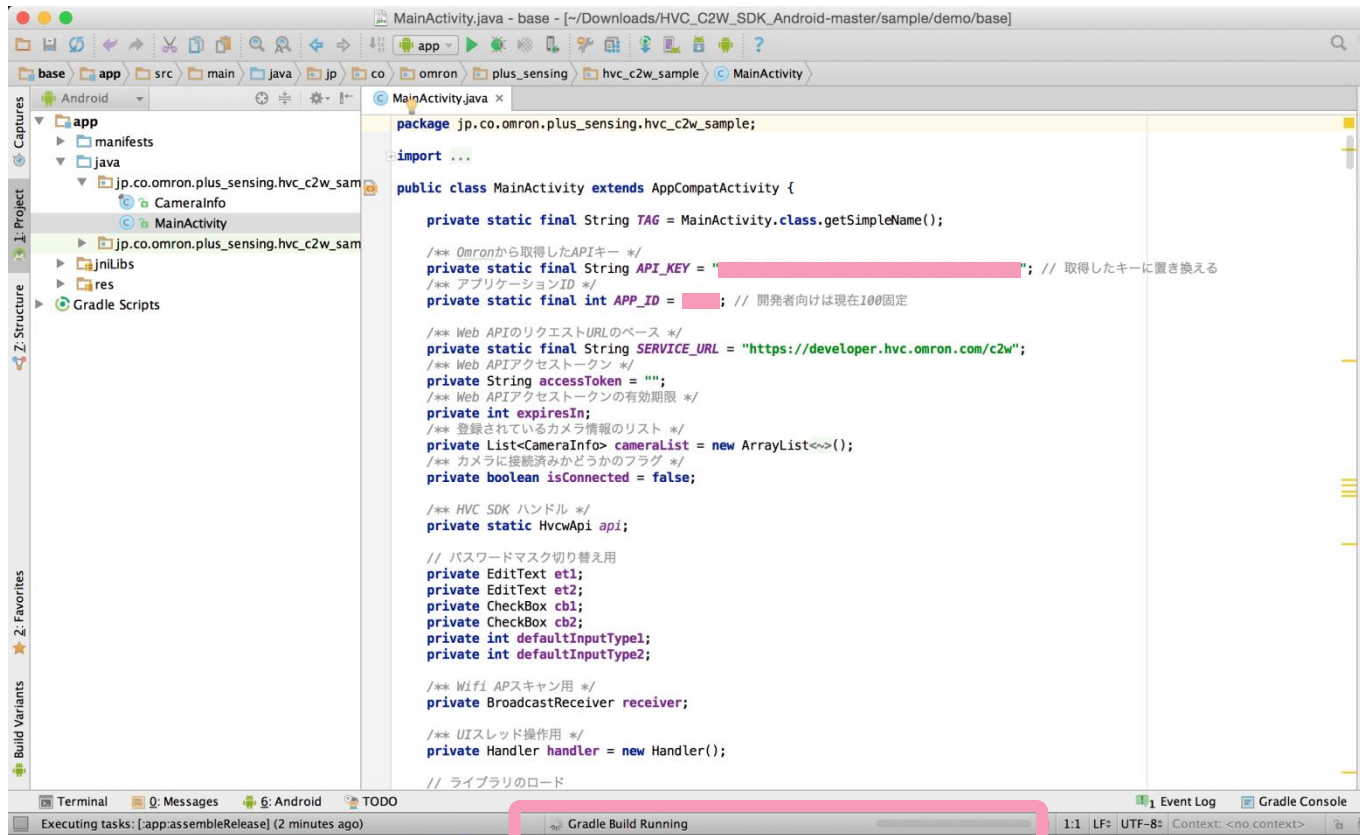 MainActivity.java - base - [~/Downloads/HVC_C2W_SDK_Android-master/sample/demo/base]
app
base app src main java jp co omron plus_sensing hvc_c2w_sample MainActivity
Android
MainActivity.java
Captures
1: Project
Z: Structure
2: Favorites
Build Variants
app
manifests
java
jp.co.omron.plus_sensing.hvc_c2w_sam
CameraInfo
MainActivity
jp.co.omron.plus_sensing.hvc_c2w_sam
jniLibs
res
Gradle Scripts
package jp.co.omron.plus_sensing.hvc_c2w_sample;
import ...
public class MainActivity extends AppCompatActivity {
private static final String TAG = MainActivity.class.getSimpleName();
/** Omronから取得したAPIキー */
private static final String API_KEY = " "; // 取得したキーに置き換える
/** アプリケーションID */
private static final int APP_ID = ; // 開発者向けは現在100固定
/** Web APIのリクエストURLのベース */
private static final String SERVICE_URL = "https://developer.hvc.omron.com/c2w";
/** Web APIアクセストークン */
private String accessToken = "";
/** Web APIアクセストークンの有効期限 */
private int expiresIn;
/** 登録されているカメラ情報のリスト */
private List<CameraInfo> cameraList = new ArrayList<~>();
/** カメラに接続済みかどうかのフラグ */
private boolean isConnected = false;
/** HVC SDK ハンドル */
private static HvcwApi api;
// パスワードマスク切り替え用
private EditText et1;
private EditText et2;
private CheckBox cb1;
private CheckBox cb2;
private int defaultInputType1;
private int defaultInputType2;
/** Wifi APスキャン用 */
private BroadcastReceiver receiver;
/** UIスレッド操作用 */
private Handler handler = new Handler();
// ライブラリのロード
Terminal 0: Messages 6: Android TODO 1 Event Log Gradle Console
Executing tasks: [:app:assembleRelease] (2 minutes ago) Gradle Build Running 1:1 LF UTF-8 Context: <no context>